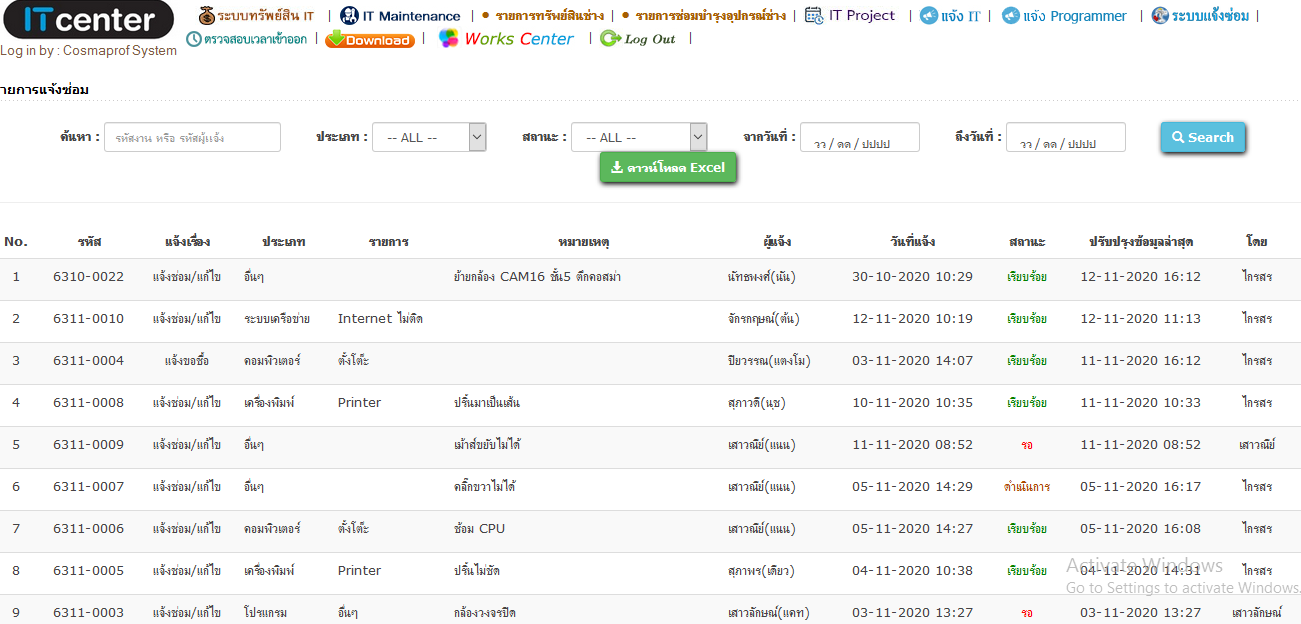 ITcenter ระบบทรัพย์สิน IT | IT Maintenance | • รายการทรัพย์สินช่าง | • รายการซ่อมบำรุงอุปกรณ์ช่าง | IT Project | แจ้ง IT | แจ้ง Programmer | ระบบแจ้งซ่อม |
Log in by : Cosmaprof System ตรวจสอบเวลาเข้าออก | Download | Works Center | Log Out |
ายการแจ้งซ่อม
ค้นหา : รหัสงาน หรือ รหัสผู้แจ้ง ประเภท : -- ALL -- สถานะ : -- ALL -- จากวันที่ : วว / ดด / ปปปป ถึงวันที่ : วว / ดด / ปปปป Search
ดาวน์โหลด Excel
No. รหัส แจ้งเรื่อง ประเภท รายการ หมายเหตุ ผู้แจ้ง วันที่แจ้ง สถานะ ปรับปรุงข้อมูลล่าสุด โดย
1 6310-0022 แจ้งซ่อม/แก้ไข อื่นๆ ย้ายกล้อง CAM16 ชั้น5 ตึกคอสม่า นัทธพงศ์(นัน) 30-10-2020 10:29 เรียบร้อย 12-11-2020 16:12 ไกรสร
2 6311-0010 แจ้งซ่อม/แก้ไข ระบบเครือข่าย Internet ไม่ติด จักรกฤษณ์(ต้น) 12-11-2020 10:19 เรียบร้อย 12-11-2020 11:13 ไกรสร
3 6311-0004 แจ้งขอซื้อ คอมพิวเตอร์ ตั้งโต๊ะ ปิยวรรณ(แตงโม) 03-11-2020 14:07 เรียบร้อย 11-11-2020 16:12 ไกรสร
4 6311-0008 แจ้งซ่อม/แก้ไข เครื่องพิมพ์ Printer ปริ้นมาเป็นเส้น สุภาวดี(นุช) 10-11-2020 10:35 เรียบร้อย 11-11-2020 10:33 ไกรสร
5 6311-0009 แจ้งซ่อม/แก้ไข อื่นๆ เม้าส์ขยับไม่ได้ เสาวณีย์(แนน) 11-11-2020 08:52 รอ 11-11-2020 08:52 เสาวณีย์
6 6311-0007 แจ้งซ่อม/แก้ไข อื่นๆ คลิ๊กขวาไม่ได้ เสาวณีย์(แนน) 05-11-2020 14:29 ดำเนินการ 05-11-2020 16:17 ไกรสร
7 6311-0006 แจ้งซ่อม/แก้ไข คอมพิวเตอร์ ตั้งโต๊ะ ซ้อม CPU เสาวณีย์(แนน) 05-11-2020 14:27 เรียบร้อย 05-11-2020 16:08 ไกรสร
8 6311-0005 แจ้งซ่อม/แก้ไข เครื่องพิมพ์ Printer ปริ้นไม่ชัด สุภาพร(เดียว) 04-11-2020 10:38 เรียบร้อย 04-11-2020 14:31 ไกรสร
Activate Windows
Go to Settings to activate Windows.
9 6311-0003 แจ้งซ่อม/แก้ไข โปรแกรม อื่นๆ กล้องวงจรปิด เสาวลักษณ์(แคท) 03-11-2020 13:27 รอ 03-11-2020 13:27 เสาวลักษณ์